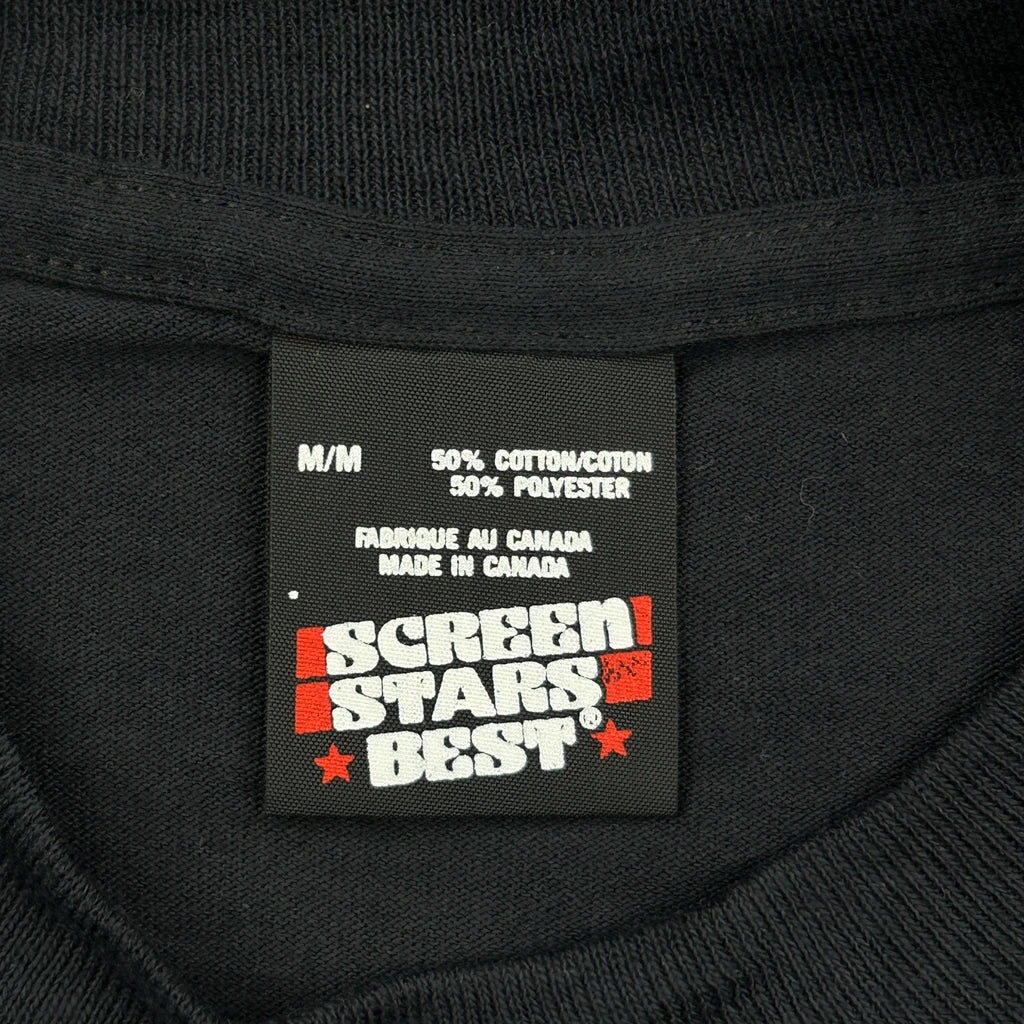 M/M
50% COTTON/COTON
50% POLYESTER
FABRIQUE AU CANADA
MADE IN CANADA
SCREEN
STARS
BEST®